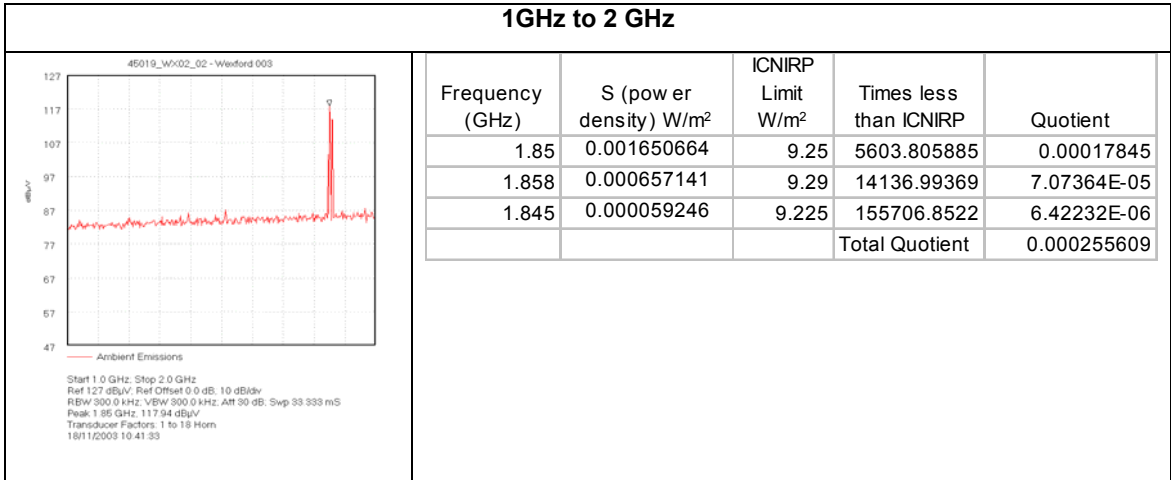 1GHz to 2 GHz
45019_WX02_02 - Wexford 003
127
117
107
97
87
77
67
57
47
dBµV
Ambient Emissions
Start 1.0 GHz; Stop 2.0 GHz
Ref 127 dBµV; Ref Offset 0.0 dB; 10 dB/div
RBW 300.0 kHz; VBW 300.0 kHz; Att 30 dB; Swp 33.333 mS
Peak 1.85 GHz, 117.94 dBµV
Transducer Factors: 1 to 18 Horn
18/11/2003 10:41:33
Frequency (GHz) S (pow er density) W/m² ICNIRP Limit W/m² Times less than ICNIRP Quotient
1.85 0.001650664 9.25 5603.805885 0.00017845
1.858 0.000657141 9.29 14136.99369 7.07364E-05
1.845 0.000059246 9.225 155706.8522 6.42232E-06
Total Quotient 0.000255609